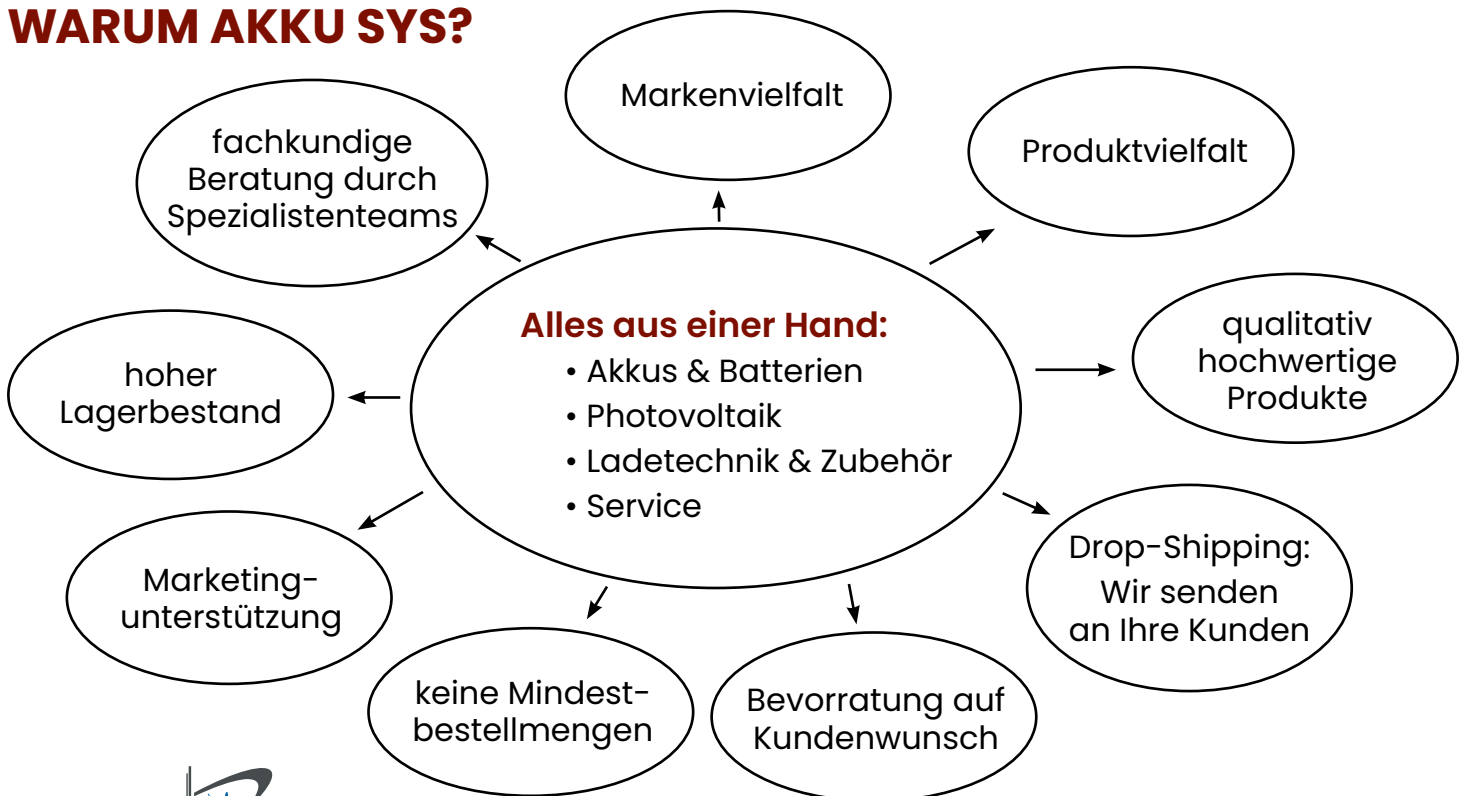 WARUM AKKU SYS?
Markenvielfalt
fachkundige
Beratung durch
Spezialistenteams
Produktvielfalt
Alles aus einer Hand:
• Akkus & Batterien
• Photovoltaik
• Ladetechnik & Zubehör
• Service
qualitativ
hochwertige
Produkte
hoher
Lagerbestand
Drop-Shipping:
Wir senden
an Ihre Kunden
Marketing-
unterstützung
keine Mindest-
bestellmengen
Bevorratung auf
Kundenwunsch